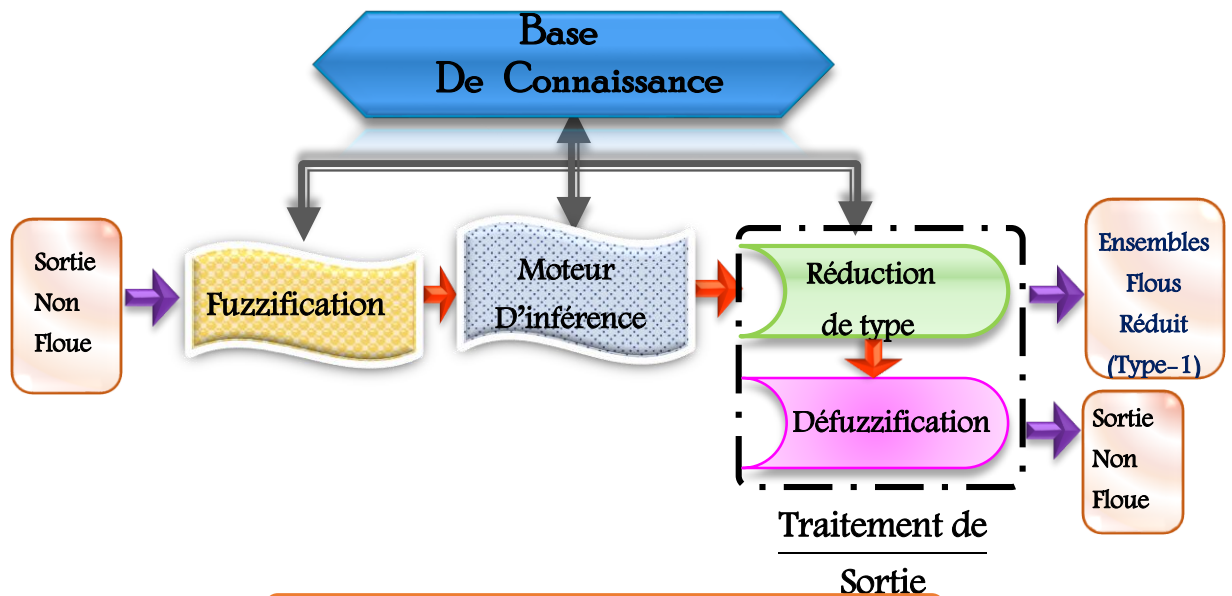 Base
De Connaissance
Sortie
Non
Floue
Fuzzification
Moteur
D'inférence
Réduction
de type
Ensembles
Flous
Réduit
(Type-1)
Défuzzification
Sortie
Non
Floue
Traitement de
Sortie